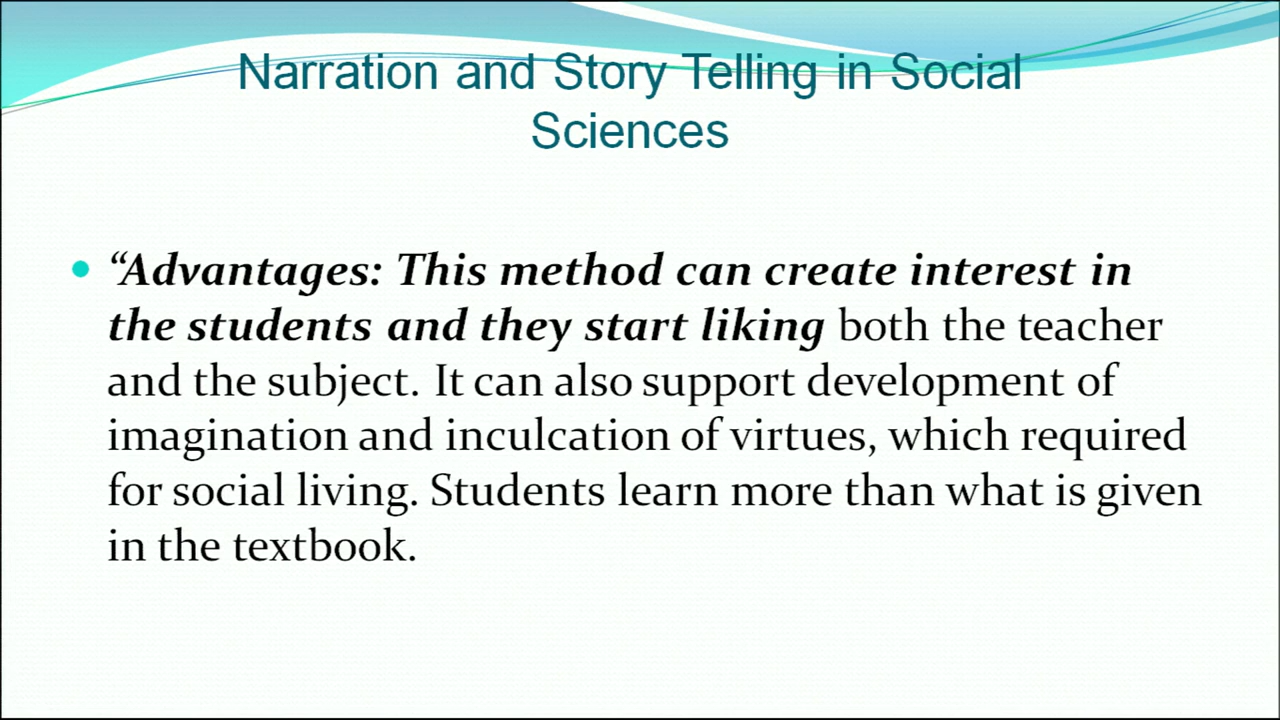 Narration and Story Telling in Social
Sciences
“Advantages: This method can create interest in
the students and they start liking both the teacher
and the subject. It can also support development of
imagination and inculcation of virtues, which required
for social living. Students learn more than what is given
in the textbook.